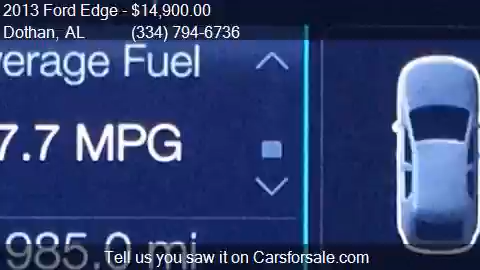 2013 Ford Edge - $14,900.00
Dothan, AL (334) 794-6736
verage Fuel
7.7 MPG
985.0 mi
Tell us you saw it on Carsforsale.com